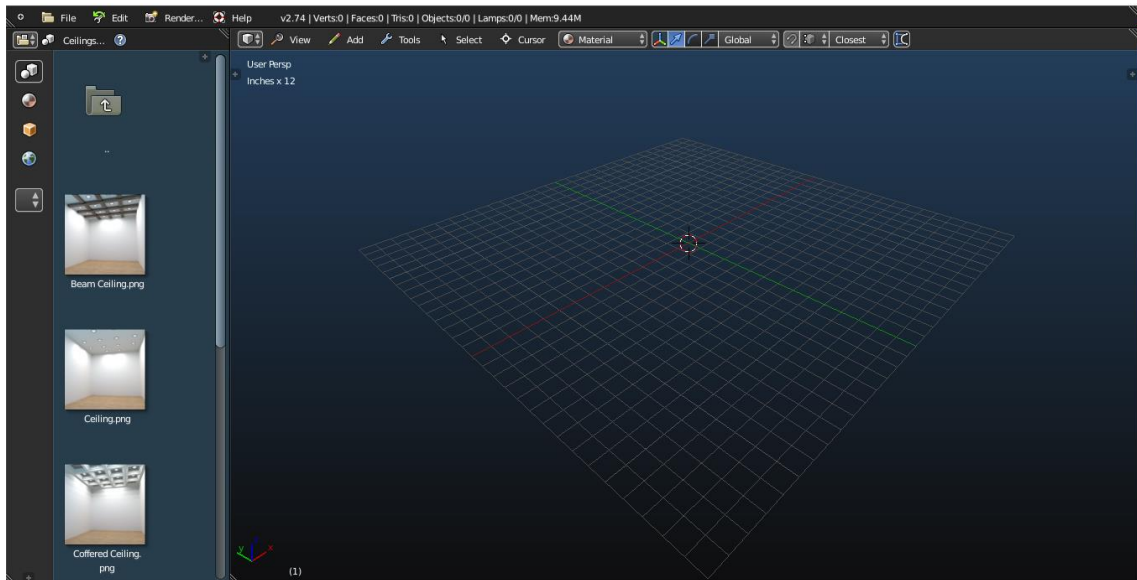 File Edit Render... Help v2.74 | Verts:0 | Faces:0 | Tris:0 | Objects:0/0 | Lamps:0/0 | Mem:9.44M
Ceilings... View Add Tools Select Cursor Material Global Closest
User Persp
Inches x 12
..
Beam Ceiling.png
Ceiling.png
Coffered Ceiling.
png
y z x
(1)